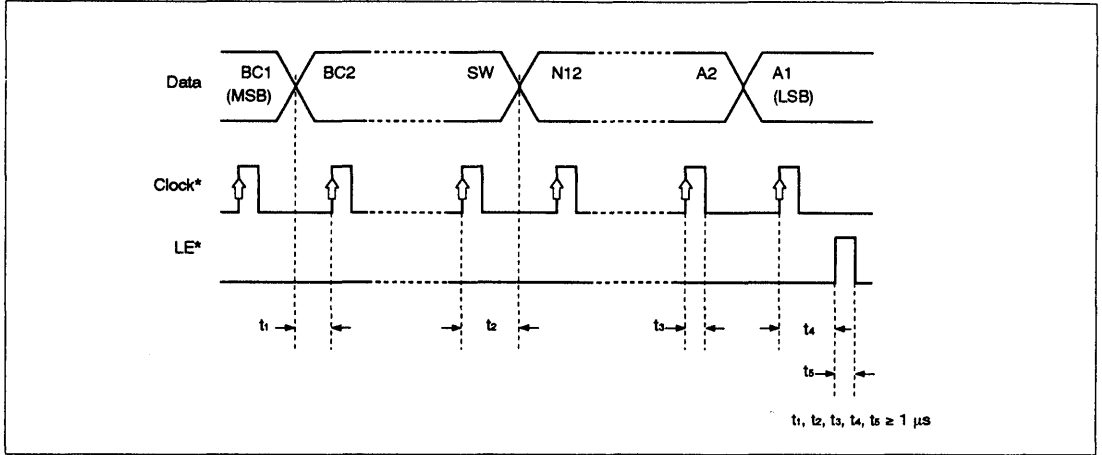 Data
BC1
(MSB)
BC2
SW
N12
A2
A1
(LSB)
Clock*
LE*
t1
t2
t3
t4
t5
t1, t2, t3, t4, t5 ≥ 1 μs